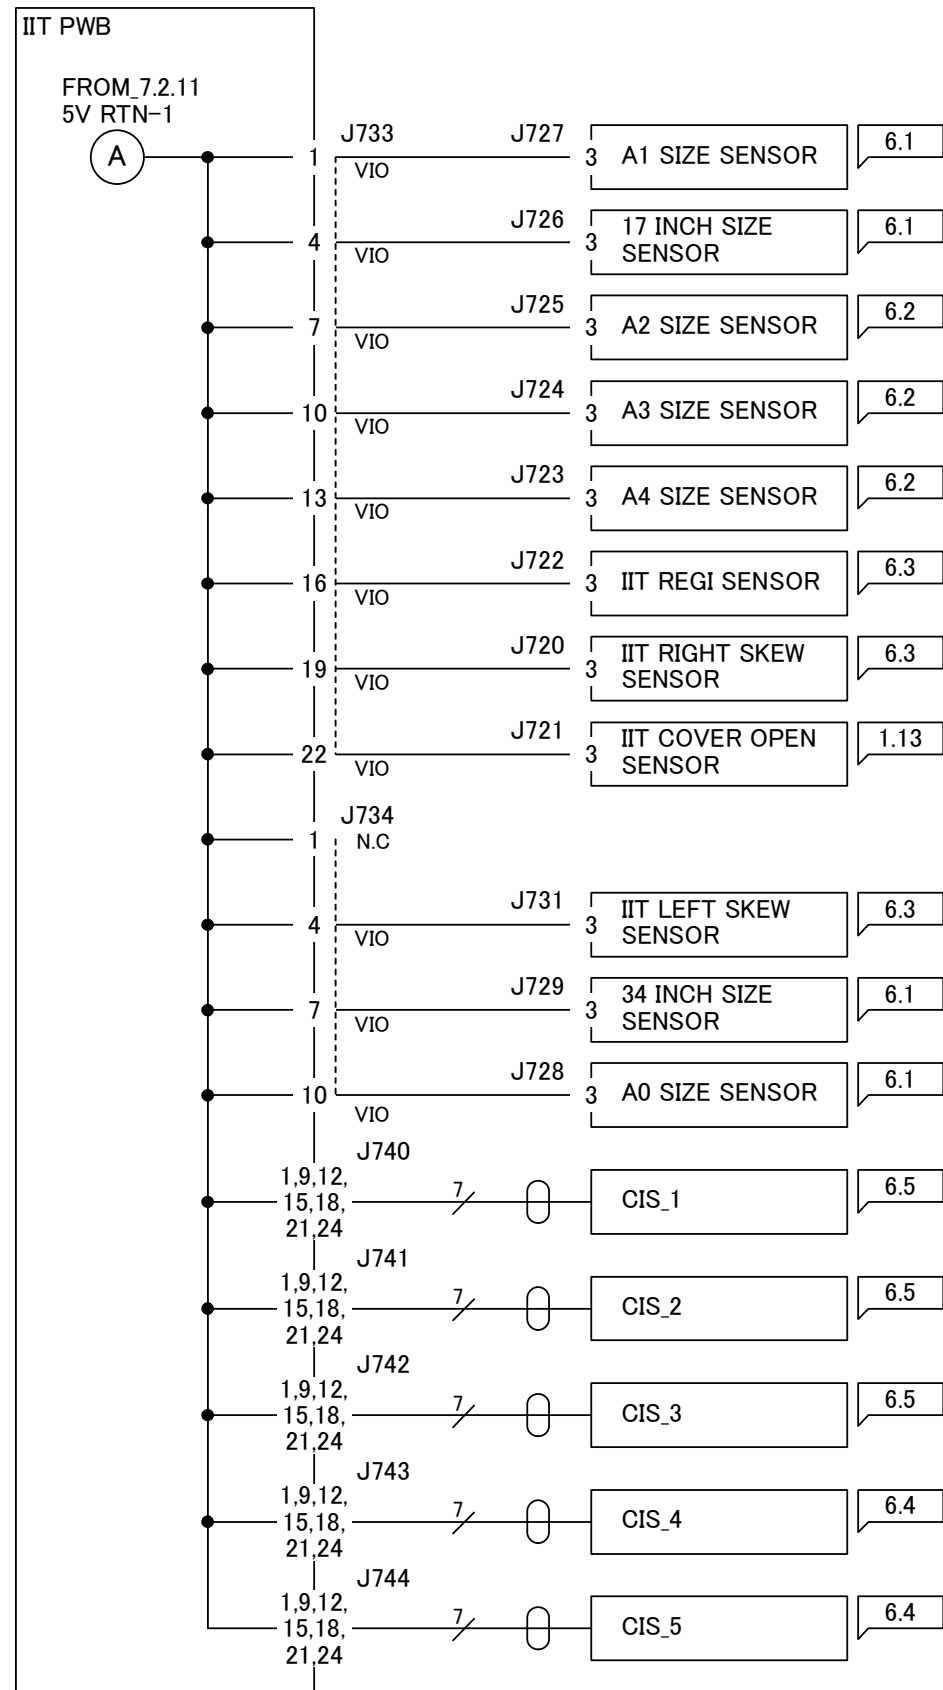 IIT PWB
FROM_7.2.11
5V RTN-1
A
1
J733
VIO
J727
3
A1 SIZE SENSOR
6.1
4
VIO
J726
3
17 INCH SIZE
SENSOR
6.1
7
VIO
J725
3
A2 SIZE SENSOR
6.2
10
VIO
J724
3
A3 SIZE SENSOR
6.2
13
VIO
J723
3
A4 SIZE SENSOR
6.2
16
VIO
J722
3
IIT REGI SENSOR
6.3
19
VIO
J720
3
IIT RIGHT SKEW
SENSOR
6.3
22
VIO
J721
3
IIT COVER OPEN
SENSOR
1.13
J734
1
N.C
4
VIO
J731
3
IIT LEFT SKEW
SENSOR
6.3
7
VIO
J729
3
34 INCH SIZE
SENSOR
6.1
10
VIO
J728
3
A0 SIZE SENSOR
6.1
J740
1,9,12,
15,18,
21,24
7
CIS_1
6.5
J741
1,9,12,
15,18,
21,24
7
CIS_2
6.5
J742
1,9,12,
15,18,
21,24
7
CIS_3
6.5
J743
1,9,12,
15,18,
21,24
7
CIS_4
6.4
J744
1,9,12,
15,18,
21,24
7
CIS_5
6.4